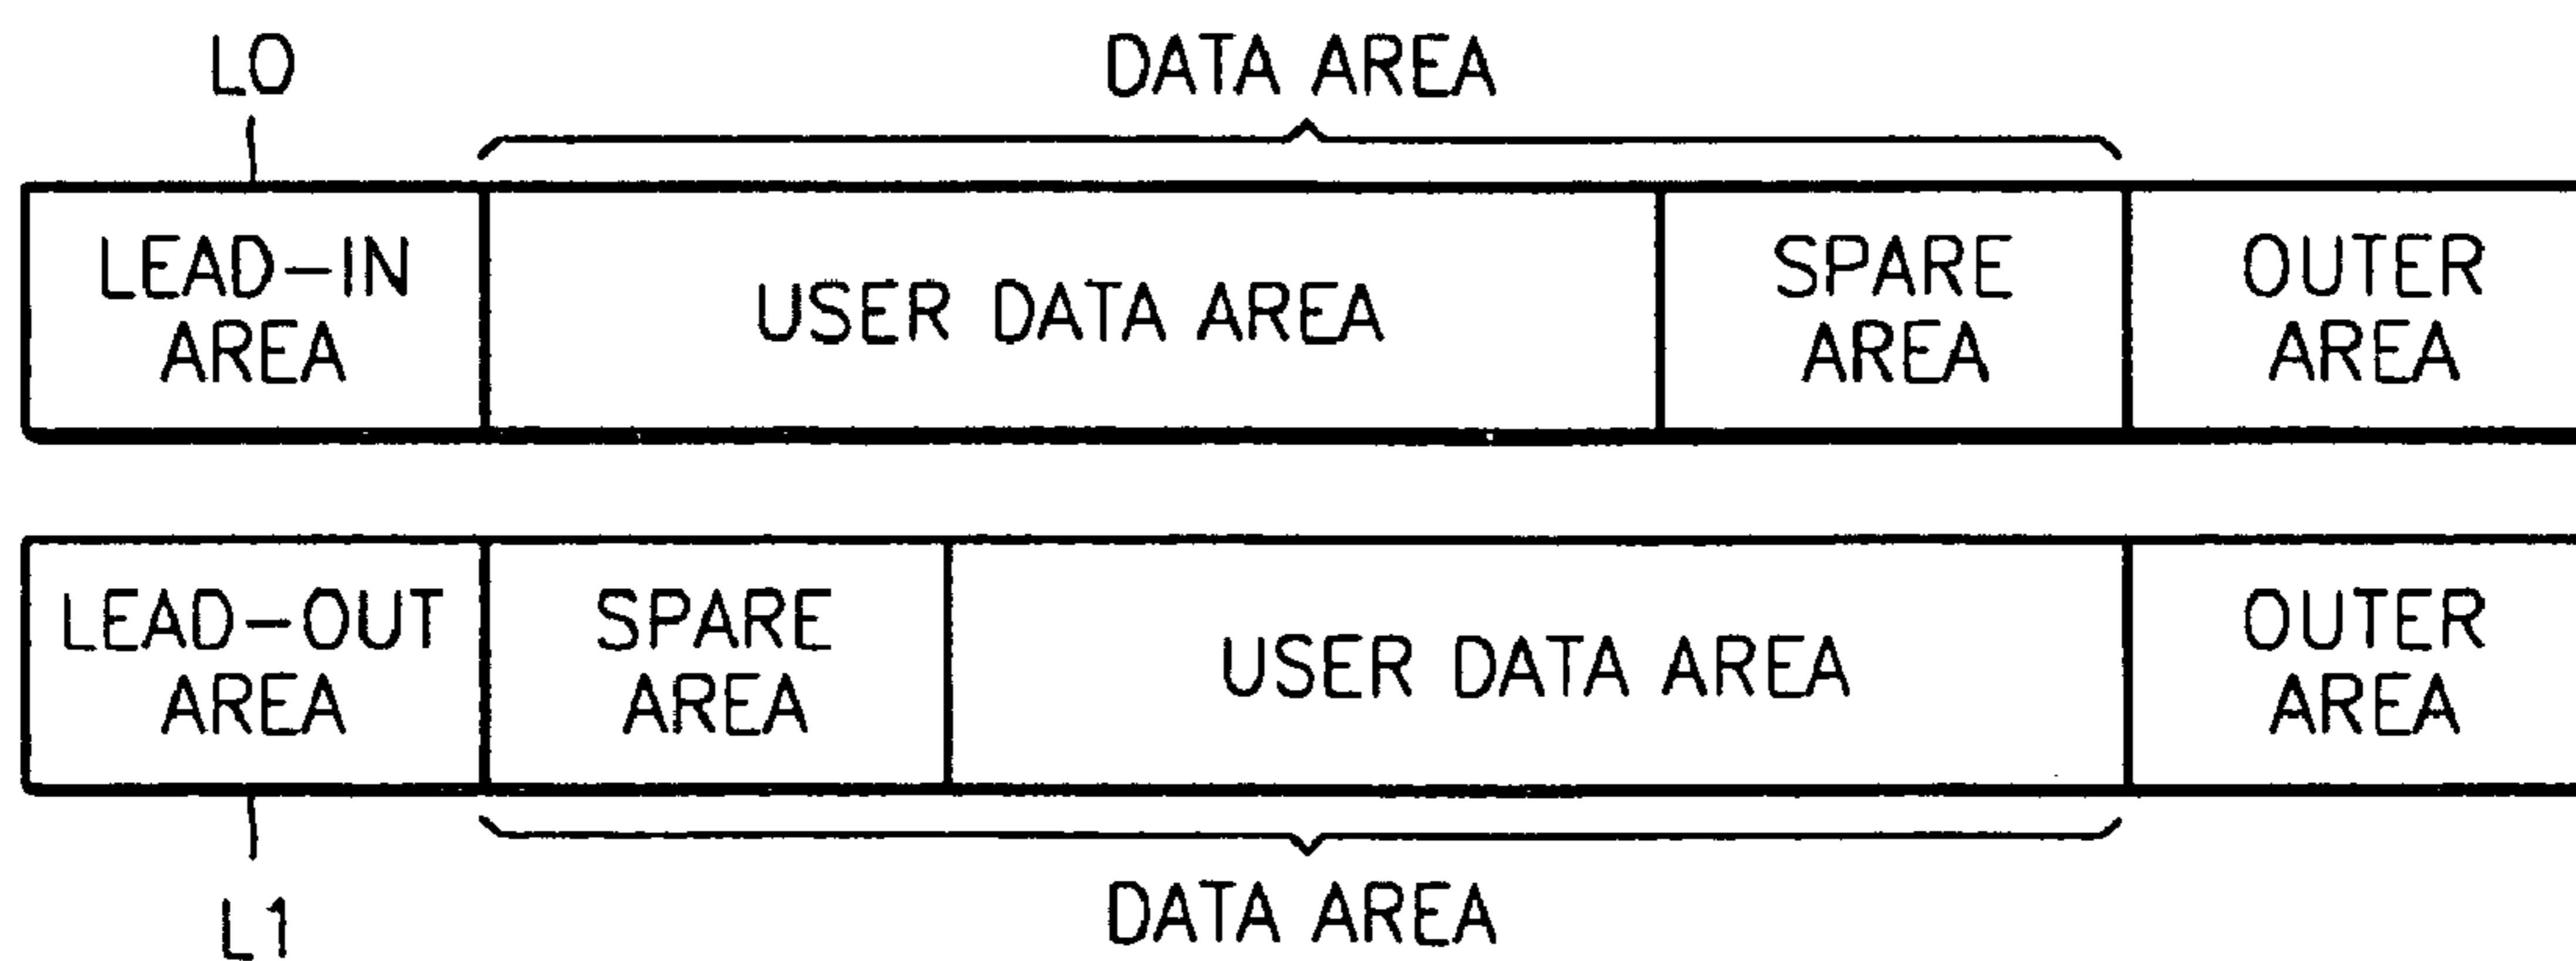 L0
DATA AREA
LEAD-IN
AREA
USER DATA AREA
SPARE
AREA
OUTER
AREA
LEAD-OUT
AREA
SPARE
AREA
USER DATA AREA
OUTER
AREA
L1
DATA AREA